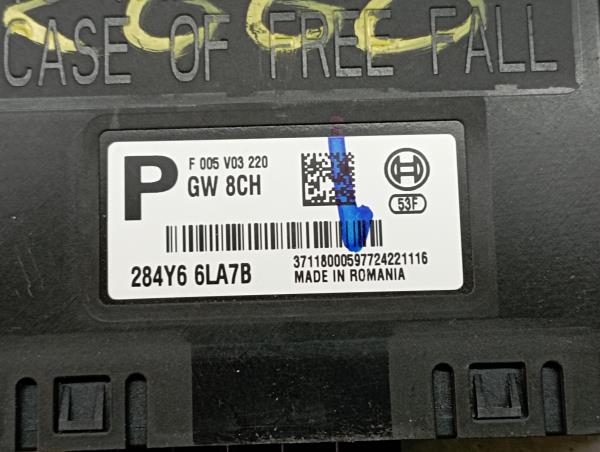 CASE OF FREE FALL
P
F 005 V03 220
GW 8CH
53F
284Y6 6LA7B
37118000597724221116
MADE IN ROMANIA